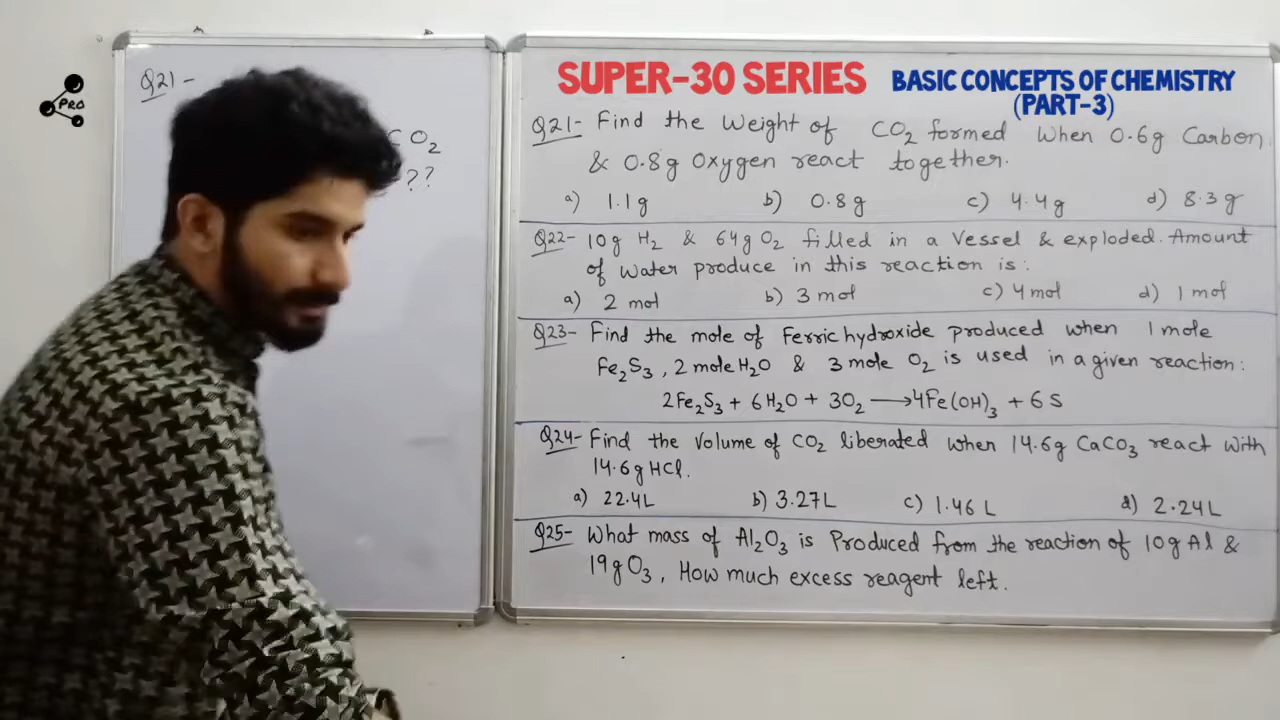 PRO
Q21-
CO2
??
SUPER-30 SERIES BASIC CONCEPTS OF CHEMISTRY
(PART-3)
Q21- Find the Weight of CO2 formed When 0.6g Carbon
& 0.8g Oxygen react together.
a) 1.1g b) 0.8g c) 4.4g d) 8.3g
Q22- 10g H2 & 64g O2 filled in a Vessel & exploded. Amount
of Water produce in this reaction is:
a) 2 mol b) 3 mol c) 4 mol d) 1 mol
Q23- Find the mole of Ferric hydroxide produced when 1 mole
Fe2S3, 2 mole H2O & 3 mole O2 is used in a given reaction:
2Fe2S3 + 6H2O + 3O2 ⟶ 4Fe(OH)3 + 6S
Q24- Find the Volume of CO2 liberated when 14.6g CaCO3 react with
14.6g HCl.
a) 22.4L b) 3.27L c) 1.46 L d) 2.24L
Q25- What mass of Al2O3 is Produced from the reaction of 10g Al &
19g O3, How much excess reagent left.